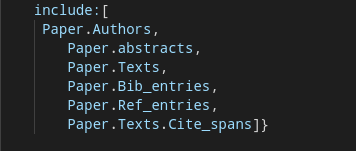 include:[
Paper.Authors,
Paper.abstracts,
Paper.Texts,
Paper.Bib_entries,
Paper.Ref_entries,
Paper.Texts.Cite_spans]}